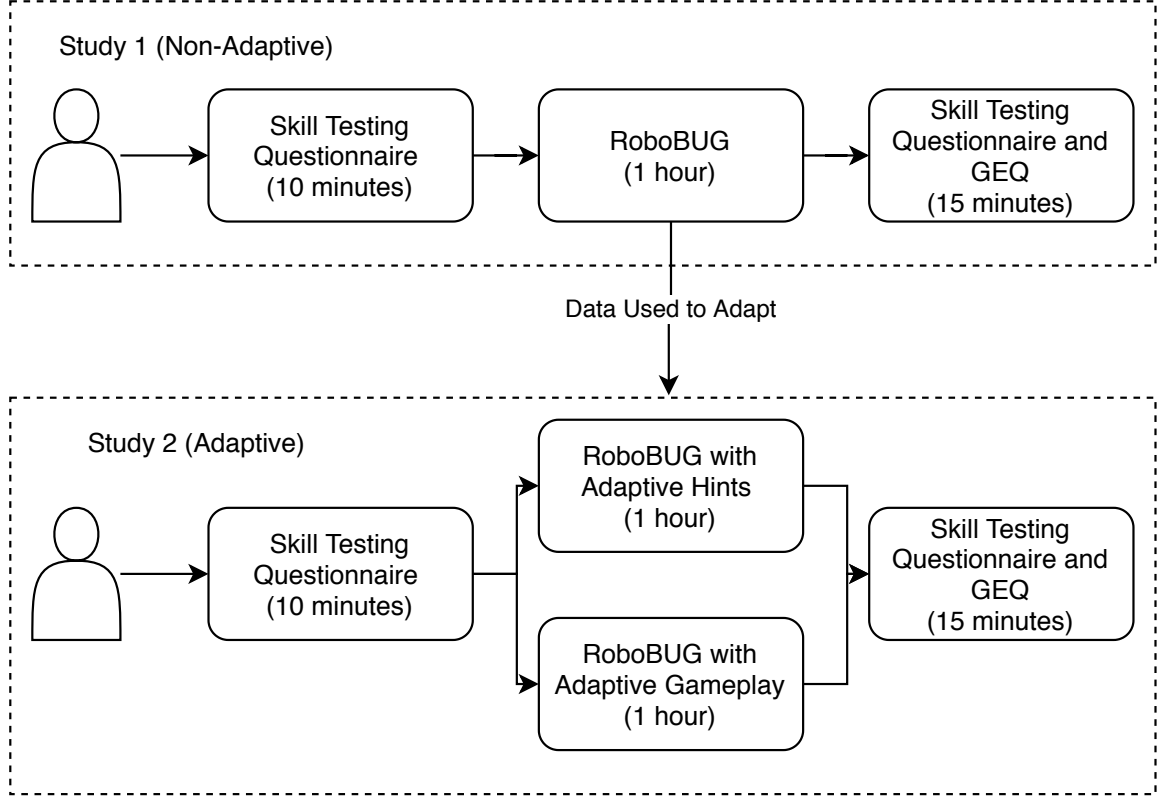 Study 1 (Non-Adaptive)
Skill Testing
Questionnaire
(10 minutes)
RoboBUG
(1 hour)
Skill Testing
Questionnaire and
GEQ
(15 minutes)
Data Used to Adapt
Study 2 (Adaptive)
Skill Testing
Questionnaire
(10 minutes)
RoboBUG with
Adaptive Hints
(1 hour)
RoboBUG with
Adaptive Gameplay
(1 hour)
Skill Testing
Questionnaire and
GEQ
(15 minutes)